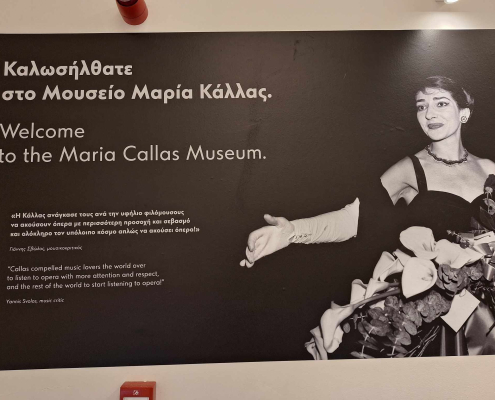 Καλωσήλθατε
στο Μουσείο Μαρία Κάλλας.
Welcome
to the Maria Callas Museum.
«Η Κάλλας ανάγκασε τους ανά την υφήλιο φιλόμουσους
να ακούσουν όπερα με περισσότερη προσοχή και σεβασμό
και ολόκληρο τον υπόλοιπο κόσμο απλώς να ακούσει όπερα!»
Γιάννης Σβώλος, μουσικοκριτικός
"Callas compelled music lovers the world over
to listen to opera with more attention and respect,
and the rest of the world to start listening to opera!"
Yannis Svolos, music critic